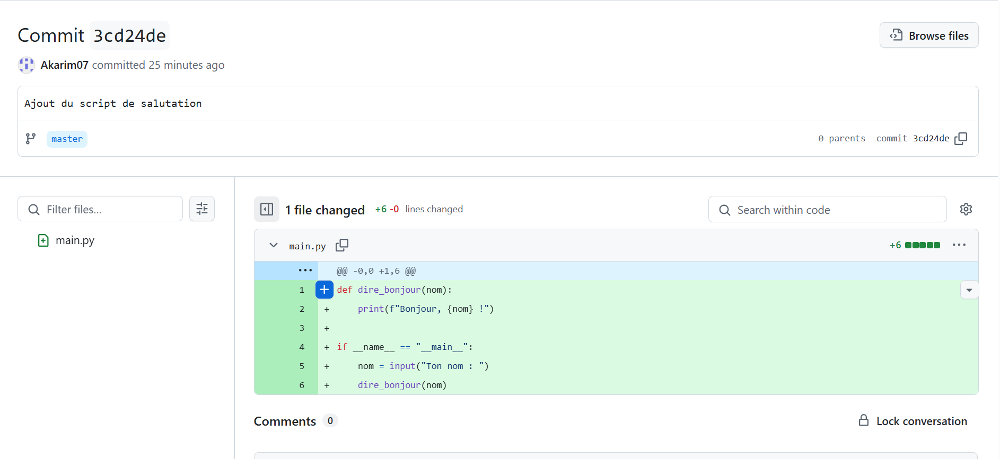 Commit 3cd24de
Browse files
Akarim07 committed 25 minutes ago
Ajout du script de salutation
master
0 parents commit 3cd24de
Filter files...
main.py
1 file changed +6 -0 lines changed
Search within code
main.py
+6
@@ -0,0 +1,6 @@
1 def dire_bonjour(nom):
2 + print(f"Bonjour, {nom} !")
3 +
4 + if __name__ == "__main__":
5 + nom = input("Ton nom : ")
6 + dire_bonjour(nom)
Comments 0
Lock conversation